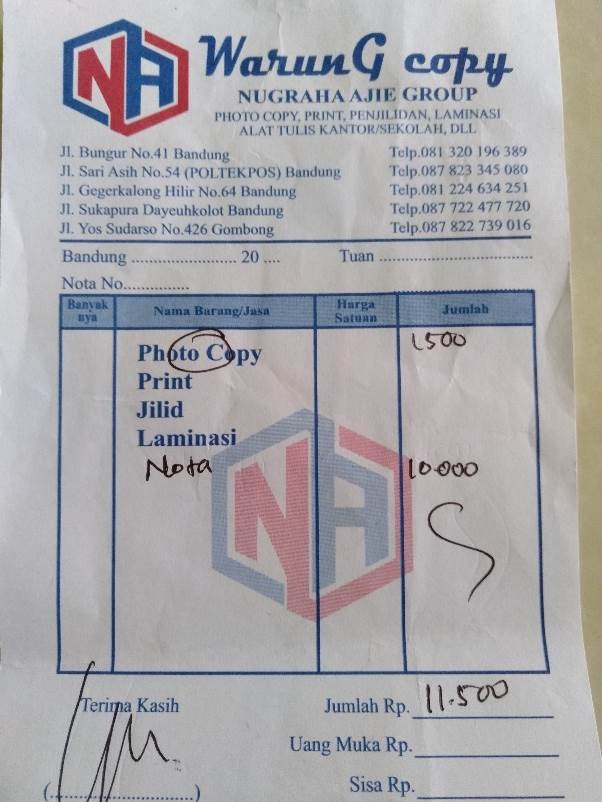 NA WarunG copy
NUGRAHA AJIE GROUP
PHOTO COPY, PRINT, PENJILIDAN, LAMINASI
ALAT TULIS KANTOR/SEKOLAH, DLL
Jl. Bungur No.41 Bandung Telp.081 320 196 389
Jl. Sari Asih No.54 (POLTEKPOS) Bandung Telp.087 823 345 080
Jl. Gegerkalong Hilir No.64 Bandung Telp.081 224 634 251
Jl. Sukapura Dayeuhkolot Bandung Telp.087 722 477 720
Jl. Yos Sudarso No.426 Gombong Telp.087 822 739 016
Bandung ........................ 20 .... Tuan ...................................
Nota No...............
Banyak nya Nama Barang/Jasa Harga Satuan Jumlah
Photo Copy 1500
Print
Jilid
Laminasi
Nota 10.000
NA
Terima Kasih Jumlah Rp. 11.500
Uang Muka Rp.
(.................................) Sisa Rp.